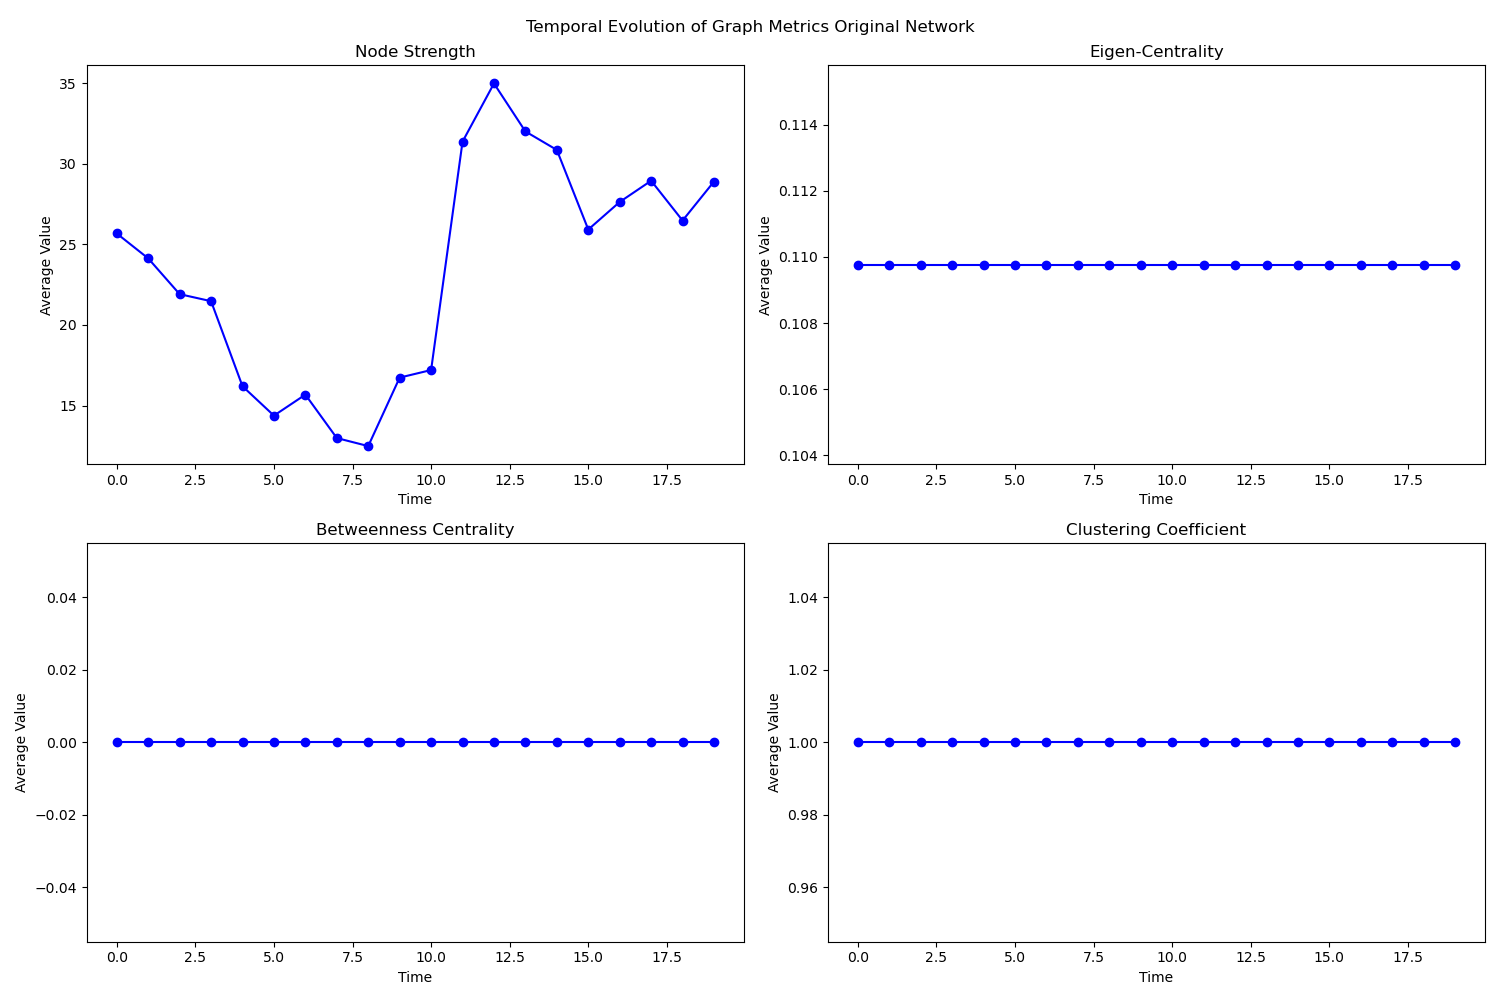 Temporal Evolution of Graph Metrics Original Network
Node Strength
35
30
25
20
15
Average Value
0.0 2.5 5.0 7.5 10.0 12.5 15.0 17.5
Time
Eigen-Centrality
0.114
0.112
0.110
0.108
0.106
0.104
Average Value
0.0 2.5 5.0 7.5 10.0 12.5 15.0 17.5
Time
Betweenness Centrality
0.04
0.02
0.00
−0.02
−0.04
Average Value
0.0 2.5 5.0 7.5 10.0 12.5 15.0 17.5
Time
Clustering Coefficient
1.04
1.02
1.00
0.98
0.96
Average Value
0.0 2.5 5.0 7.5 10.0 12.5 15.0 17.5
Time